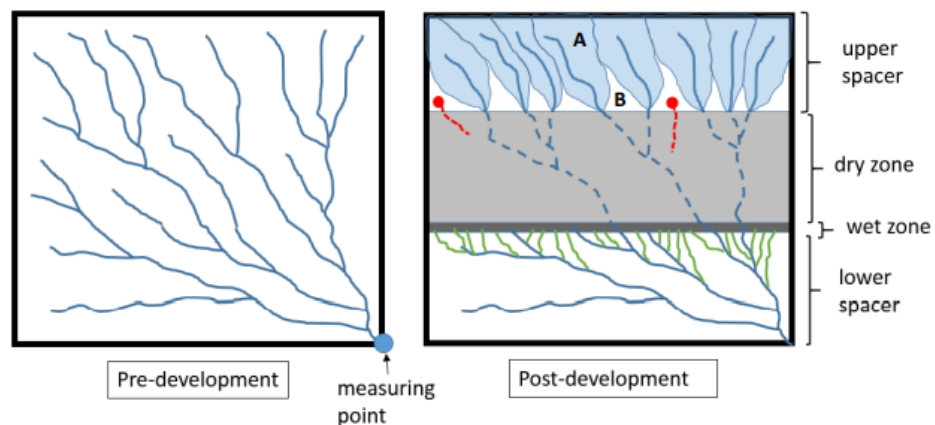 A
B
upper
spacer
dry zone
wet zone
lower
spacer
Pre-development
measuring
point
Post-development